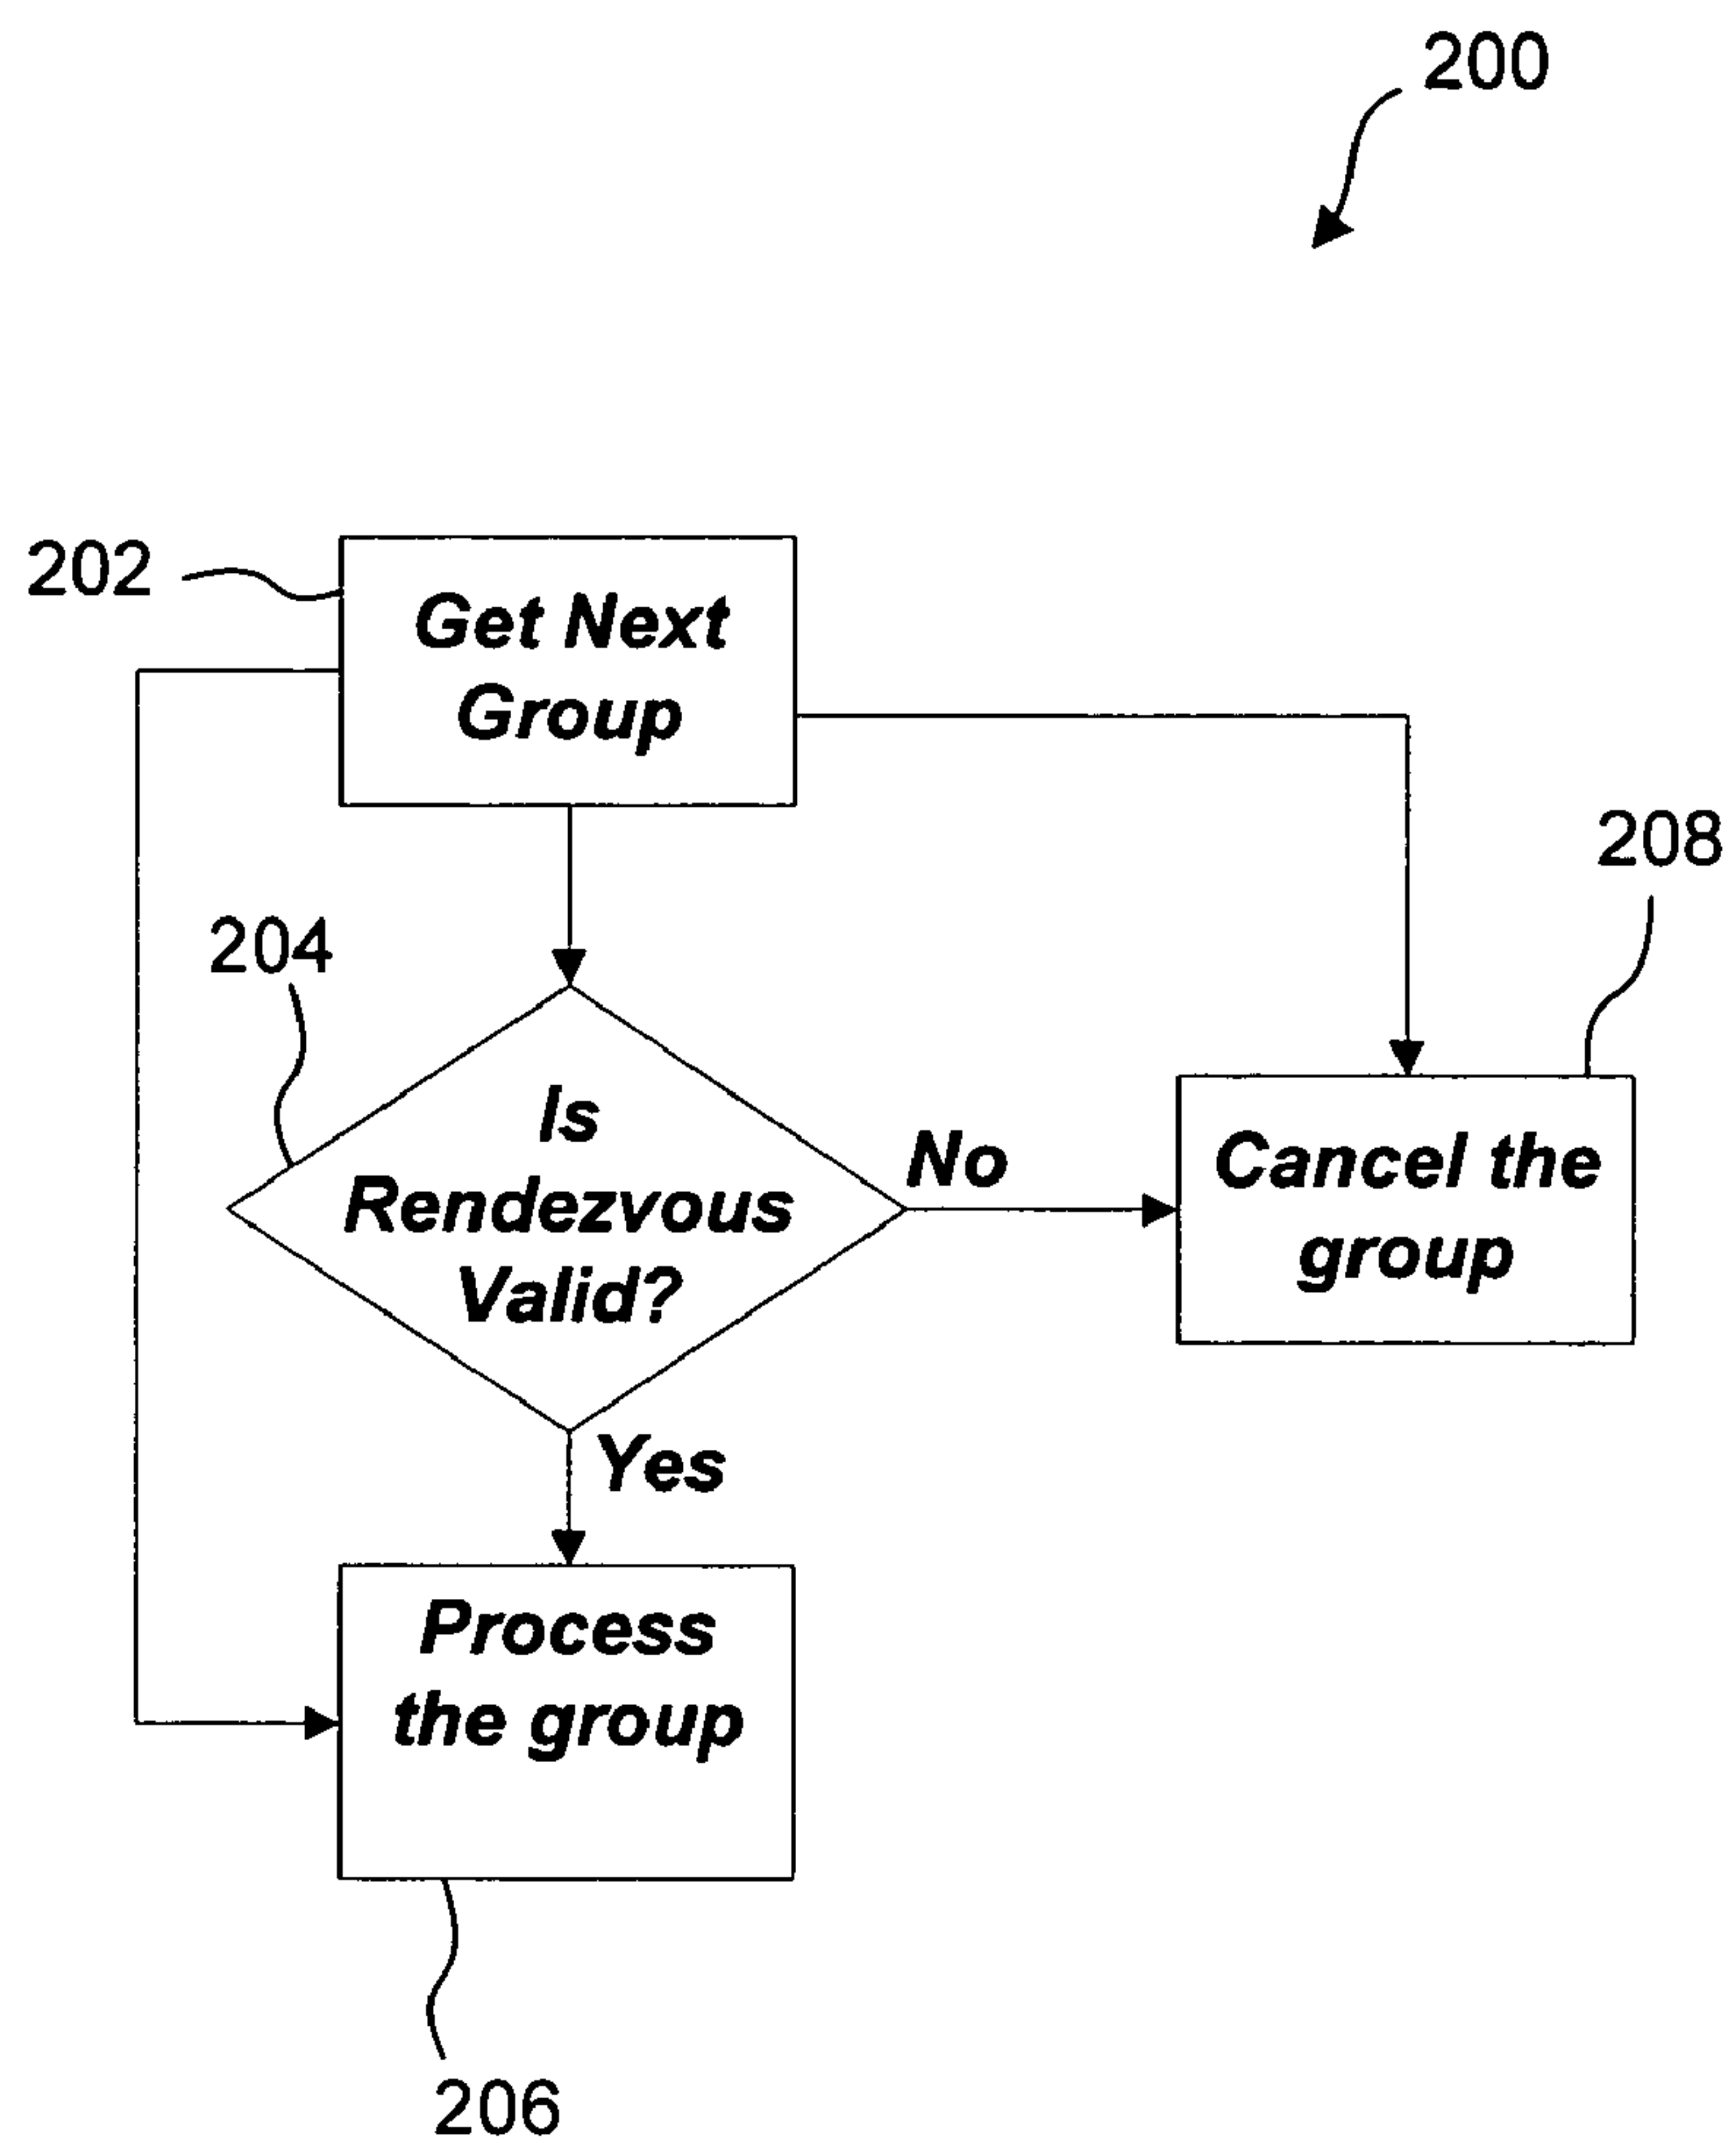 200
202
Get Next
Group
208
204
Is
Rendezvous
Valid?
No
Cancel the
group
Yes
Process
the group
206